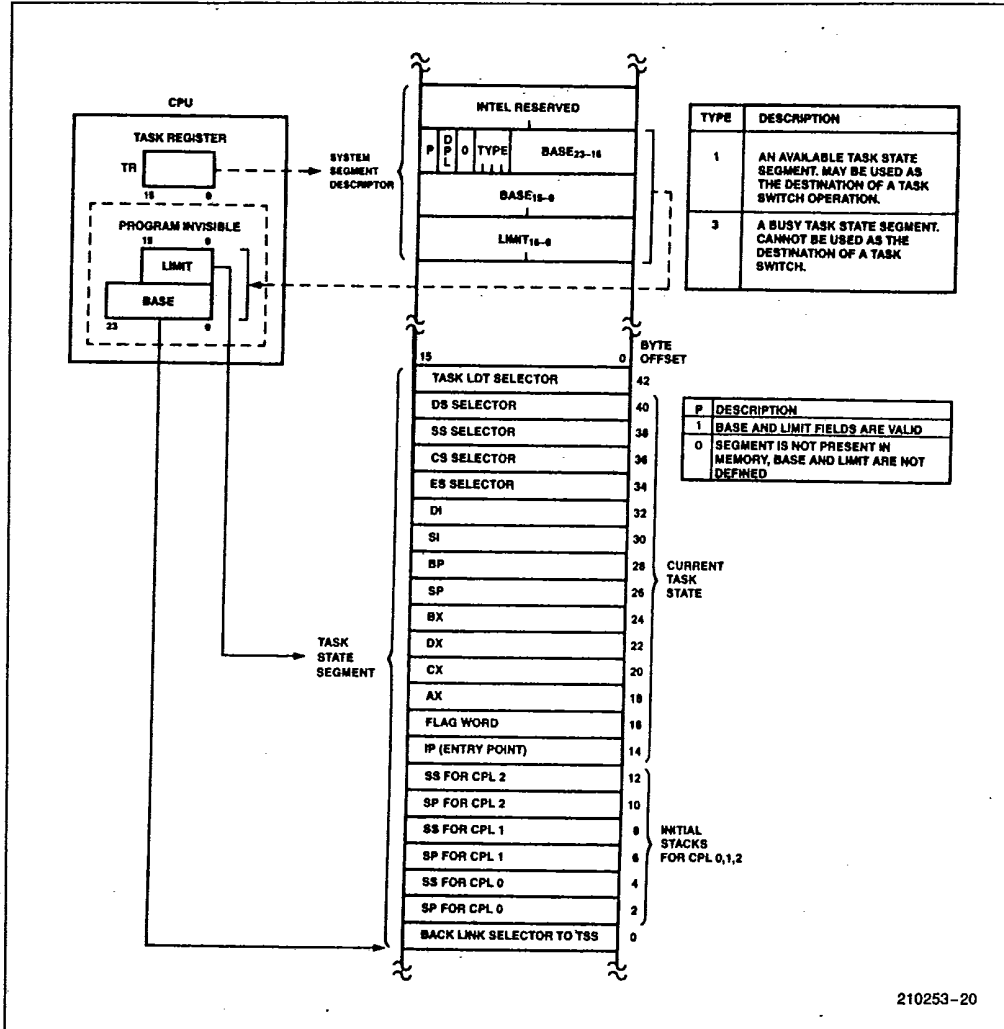 CPU
TASK REGISTER
TR
15 0
PROGRAM INVISIBLE
15 0
LIMIT
BASE
23 0
SYSTEM
SEGMENT
DESCRIPTOR
INTEL RESERVED
P DPL 0 TYPE BASE23–16
BASE15–0
LIMIT15–0
TYPE DESCRIPTION
1 AN AVAILABLE TASK STATE
SEGMENT. MAY BE USED AS
THE DESTINATION OF A TASK
SWITCH OPERATION.
3 A BUSY TASK STATE SEGMENT.
CANNOT BE USED AS THE
DESTINATION OF A TASK
SWITCH.
P DESCRIPTION
1 BASE AND LIMIT FIELDS ARE VALID
0 SEGMENT IS NOT PRESENT IN
MEMORY, BASE AND LIMIT ARE NOT
DEFINED
TASK
STATE
SEGMENT
15 0 BYTE
OFFSET
TASK LDT SELECTOR 42
DS SELECTOR 40
SS SELECTOR 38
CS SELECTOR 36
ES SELECTOR 34
DI 32
SI 30
BP 28
SP 26
BX 24
DX 22
CX 20
AX 18
FLAG WORD 16
IP (ENTRY POINT) 14
SS FOR CPL 2 12
SP FOR CPL 2 10
SS FOR CPL 1 8
SP FOR CPL 1 6
SS FOR CPL 0 4
SP FOR CPL 0 2
BACK LINK SELECTOR TO TSS 0
CURRENT
TASK
STATE
INITIAL
STACKS
FOR CPL 0,1,2
210253–20